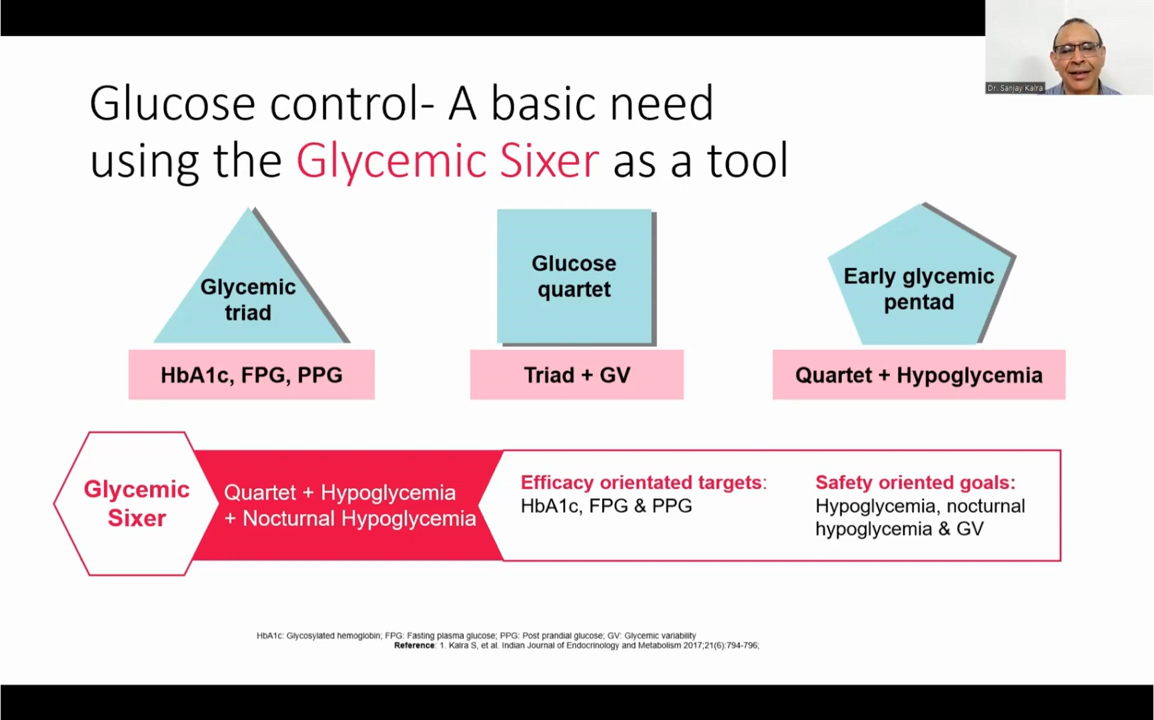 Dr. Sanjay Kalra
Glucose control- A basic need
using the Glycemic Sixer as a tool
Glycemic
triad
HbA1c, FPG, PPG
Glucose
quartet
Triad + GV
Early glycemic
pentad
Quartet + Hypoglycemia
Glycemic
Sixer
Quartet + Hypoglycemia
+ Nocturnal Hypoglycemia
Efficacy orientated targets:
HbA1c, FPG & PPG
Safety oriented goals:
Hypoglycemia, nocturnal
hypoglycemia & GV
HbA1c: Glycosylated hemoglobin; FPG: Fasting plasma glucose; PPG: Post prandial glucose; GV: Glycemic variability
Reference: 1. Kalra S, et al. Indian Journal of Endocrinology and Metabolism 2017;21(6):794-796;